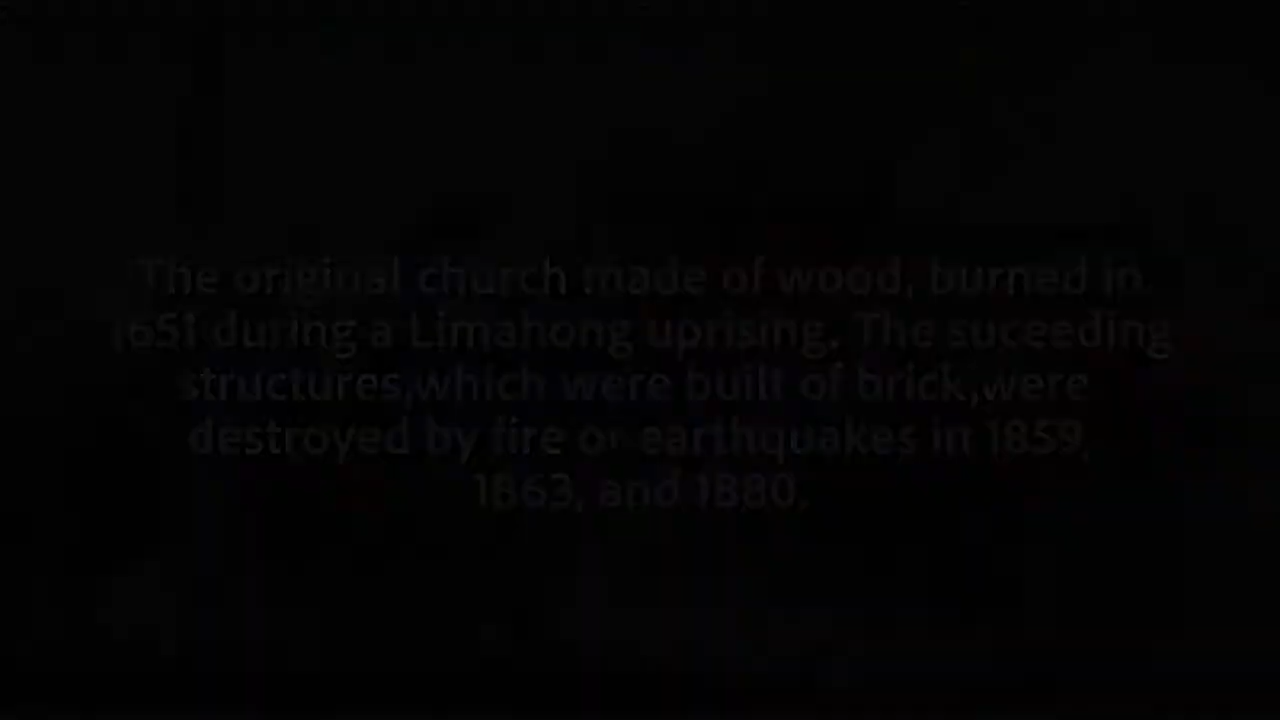 The original church made of wood, burned in
1651 during a Limahong uprising. The suceeding
structures,which were built of brick,were
destroyed by fire or earthquakes in 1859,
1863, and 1880.